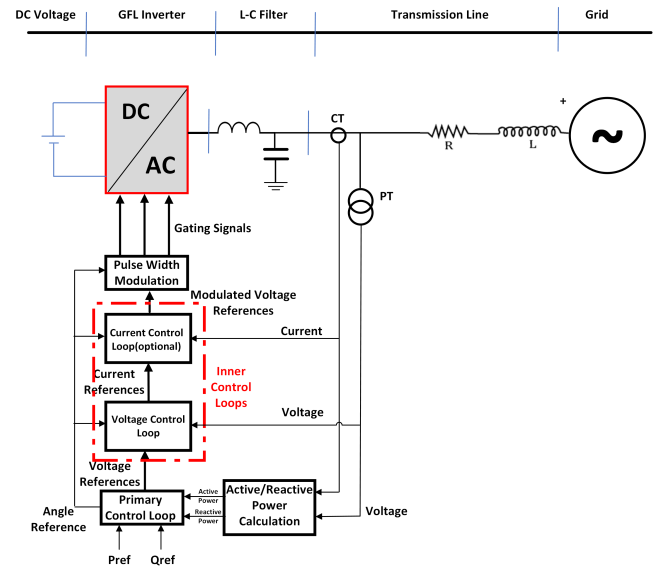 DC Voltage
GFL Inverter
L-C Filter
Transmission Line
Grid
DC
AC
CT
R
L
+
~
PT
Gating Signals
Pulse Width
Modulation
Modulated Voltage
References
Current Control
Loop(optional)
Current
Current
References
Inner
Control
Loops
Voltage Control
Loop
Voltage
Voltage
References
Angle
Reference
Primary
Control Loop
Active
Power
Reactive
Power
Active/Reactive
Power
Calculation
Voltage
Pref
Qref